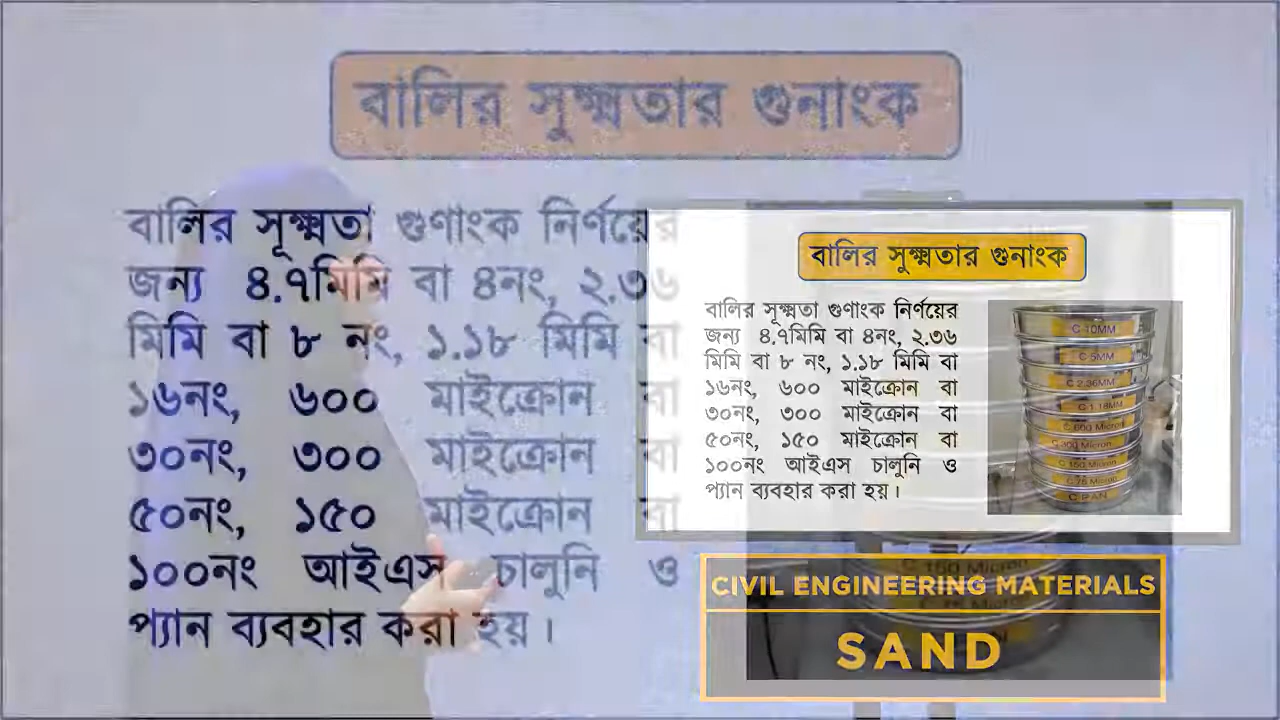 বালির সুক্ষ্মতার গুনাংক
বালির সূক্ষ্মতা গুণাংক নির্ণয়ের
জন্য ৪.৭মিমি বা ৪নং, ২.৩৬
মিমি বা ৮ নং, ১.১৮ মিমি বা
১৬নং, ৬০০ মাইক্রোন বা
৩০নং, ৩০০ মাইক্রোন বা
৫০নং, ১৫০ মাইক্রোন বা
১০০নং আইএস চালুনি ও
প্যান ব্যবহার করা হয়।
বালির সুক্ষ্মতার গুনাংক
বালির সূক্ষ্মতা গুণাংক নির্ণয়ের
জন্য ৪.৭মিমি বা ৪নং, ২.৩৬
মিমি বা ৮ নং, ১.১৮ মিমি বা
১৬নং, ৬০০ মাইক্রোন বা
৩০নং, ৩০০ মাইক্রোন বা
৫০নং, ১৫০ মাইক্রোন বা
১০০নং আইএস চালুনি ও
প্যান ব্যবহার করা হয়।
C-10MM
C-5MM
C-2.36MM
C-1.18MM
C-600 Micron
C-300 Micron
C-150 Micron
C-75 Micron
C-PAN
C-150 Micron
CIVIL ENGINEERING MATERIALS
SAND